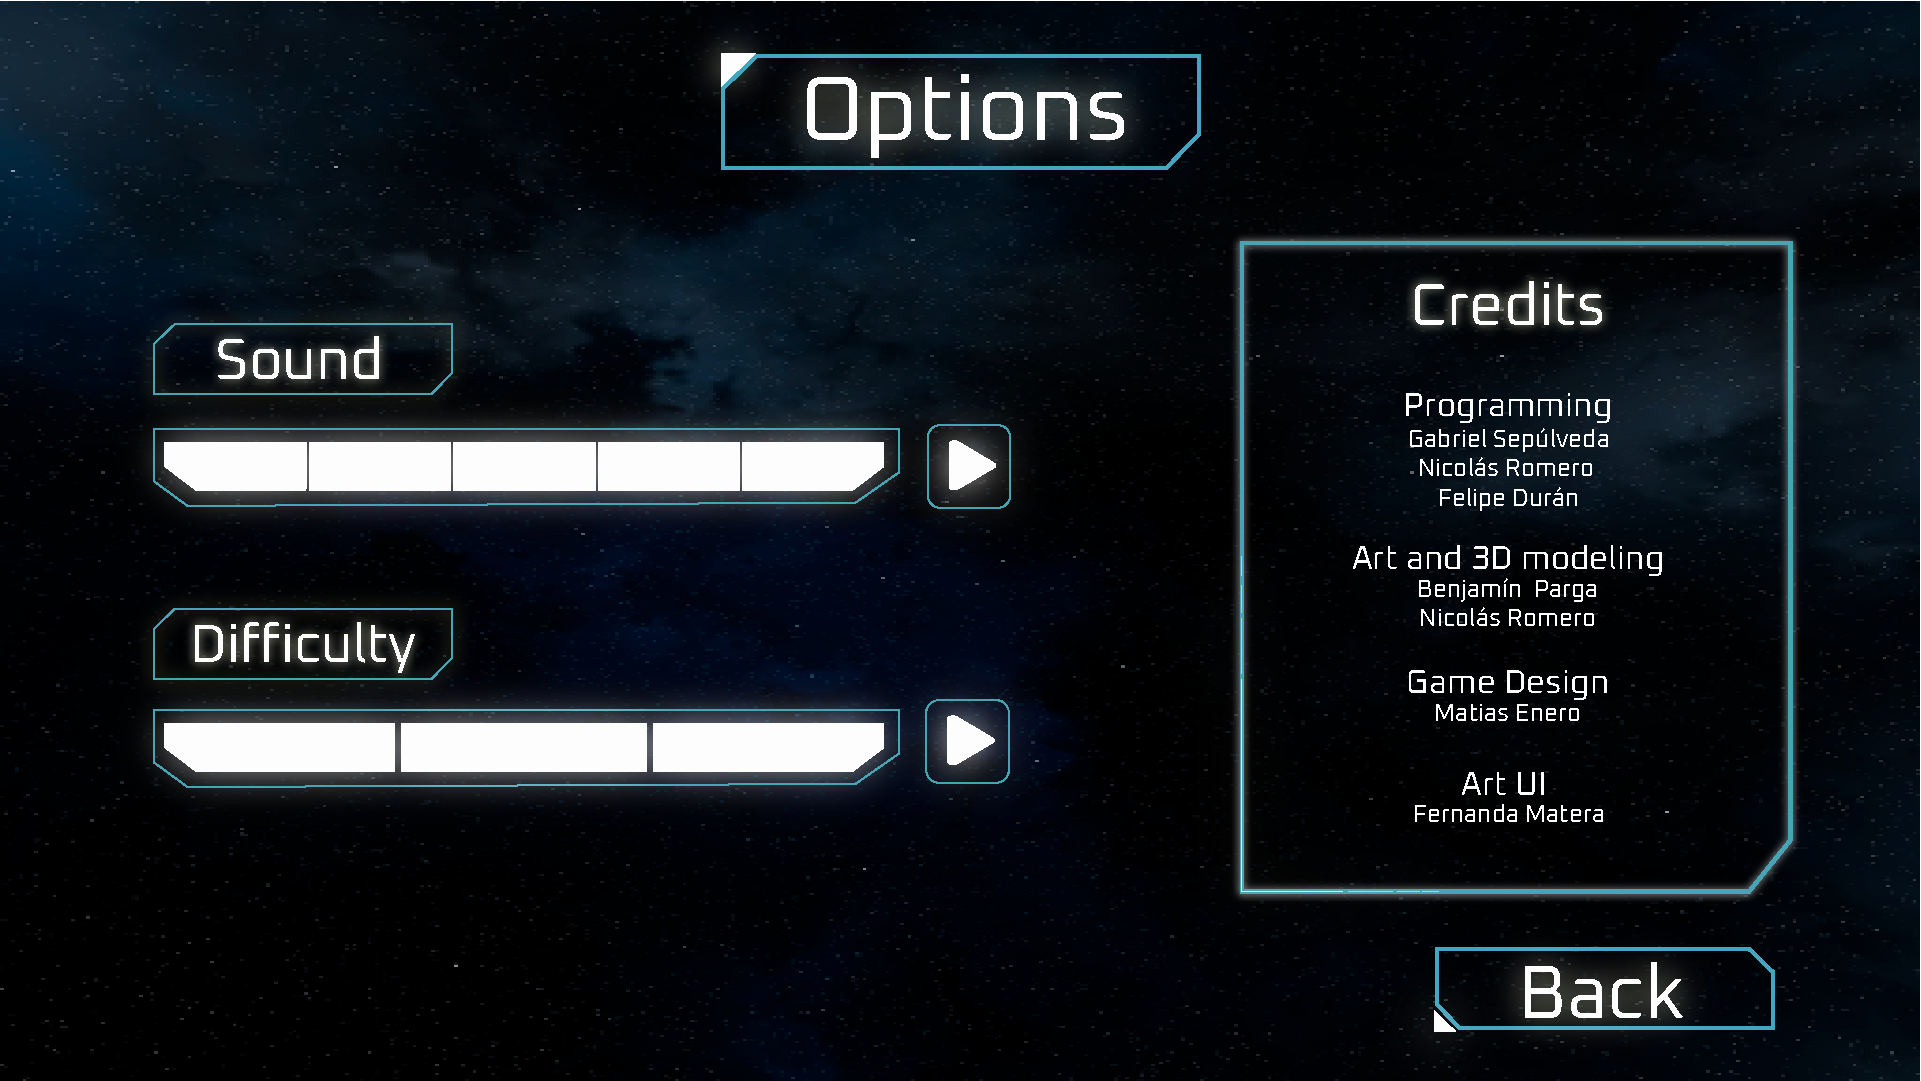 Options
Sound
Difficulty
Credits
Programming
Gabriel Sepúlveda
Nicolás Romero
Felipe Durán
Art and 3D modeling
Benjamín Parga
Nicolás Romero
Game Design
Matias Enero
Art UI
Fernanda Matera
Back